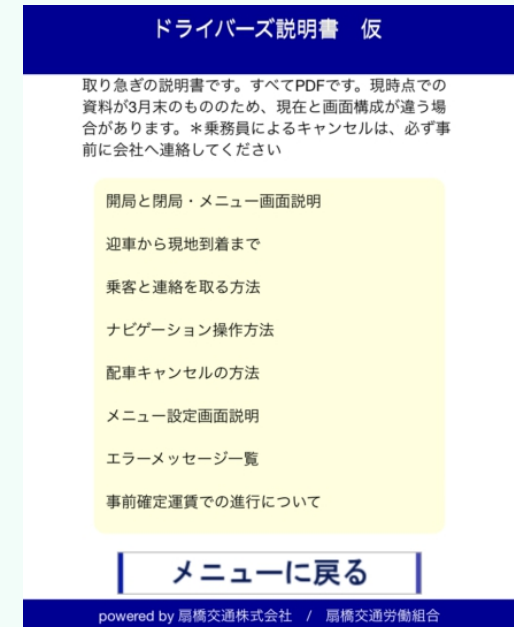 ドライバーズ説明書　仮
取り急ぎの説明書です。すべてPDFです。現時点での
資料が3月末のもののため、現在と画面構成が違う場
合があります。＊乗務員によるキャンセルは、必ず事
前に会社へ連絡してください
開局と閉局・メニュー画面説明
迎車から現地到着まで
乗客と連絡を取る方法
ナビゲーション操作方法
配車キャンセルの方法
メニュー設定画面説明
エラーメッセージ一覧
事前確定運賃での進行について
メニューに戻る
powered by 扇橋交通株式会社　/　扇橋交通労働組合